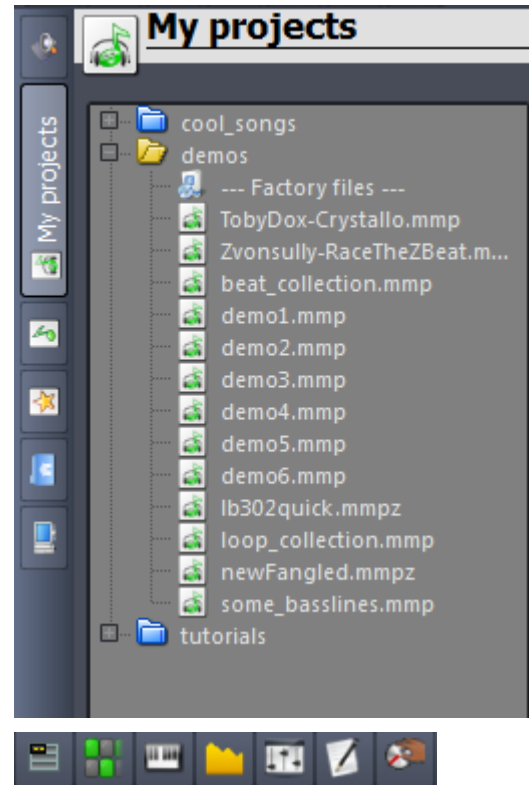 My projects
My projects
cool_songs
demos
--- Factory files ---
TobyDox-Crystallo.mmp
Zvonsully-RaceTheZBeat.m...
beat_collection.mmp
demo1.mmp
demo2.mmp
demo3.mmp
demo4.mmp
demo5.mmp
demo6.mmp
lb302quick.mmpz
loop_collection.mmp
newFangled.mmpz
some_basslines.mmp
tutorials